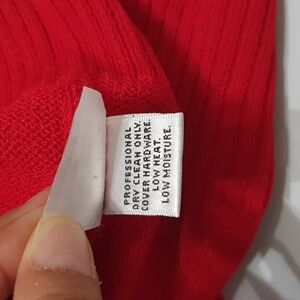 PROFESSIONAL
DRY CLEAN ONLY.
COVER HARDWARE.
LOW HEAT.
LOW MOISTURE.